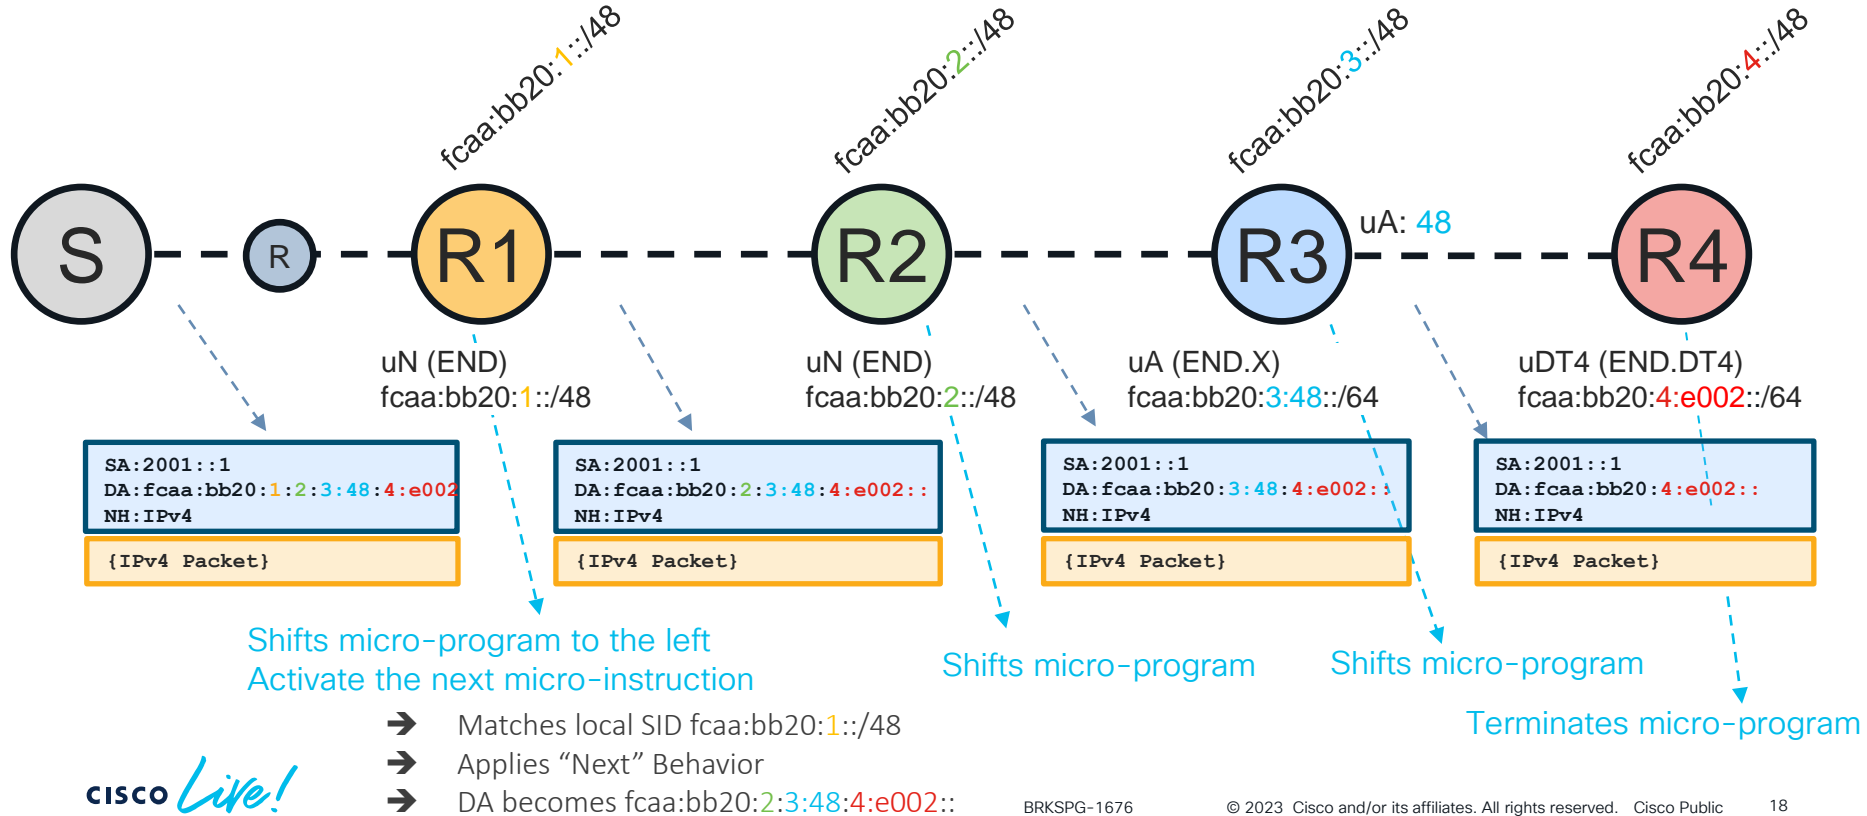 fcaa:bb20:1::/48
fcaa:bb20:2::/48
fcaa:bb20:3::/48
fcaa:bb20:4::/48
S
R
R1
R2
R3
uA: 48
R4
uN (END)
fcaa:bb20:1::/48
uN (END)
fcaa:bb20:2::/48
uA (END.X)
fcaa:bb20:3:48::/64
uDT4 (END.DT4)
fcaa:bb20:4:e002::/64
SA:2001::1
DA:fcaa:bb20:1:2:3:48:4:e002
NH:IPv4
{IPv4 Packet}
SA:2001::1
DA:fcaa:bb20:2:3:48:4:e002::
NH:IPv4
{IPv4 Packet}
SA:2001::1
DA:fcaa:bb20:3:48:4:e002::
NH:IPv4
{IPv4 Packet}
SA:2001::1
DA:fcaa:bb20:4:e002::
NH:IPv4
{IPv4 Packet}
Shifts micro-program to the left
Activate the next micro-instruction
Shifts micro-program
Shifts micro-program
Terminates micro-program
➔ Matches local SID fcaa:bb20:1::/48
➔ Applies “Next” Behavior
➔ DA becomes fcaa:bb20:2:3:48:4:e002::
CISCO Live!
BRKSPG-1676
© 2023 Cisco and/or its affiliates. All rights reserved. Cisco Public
18